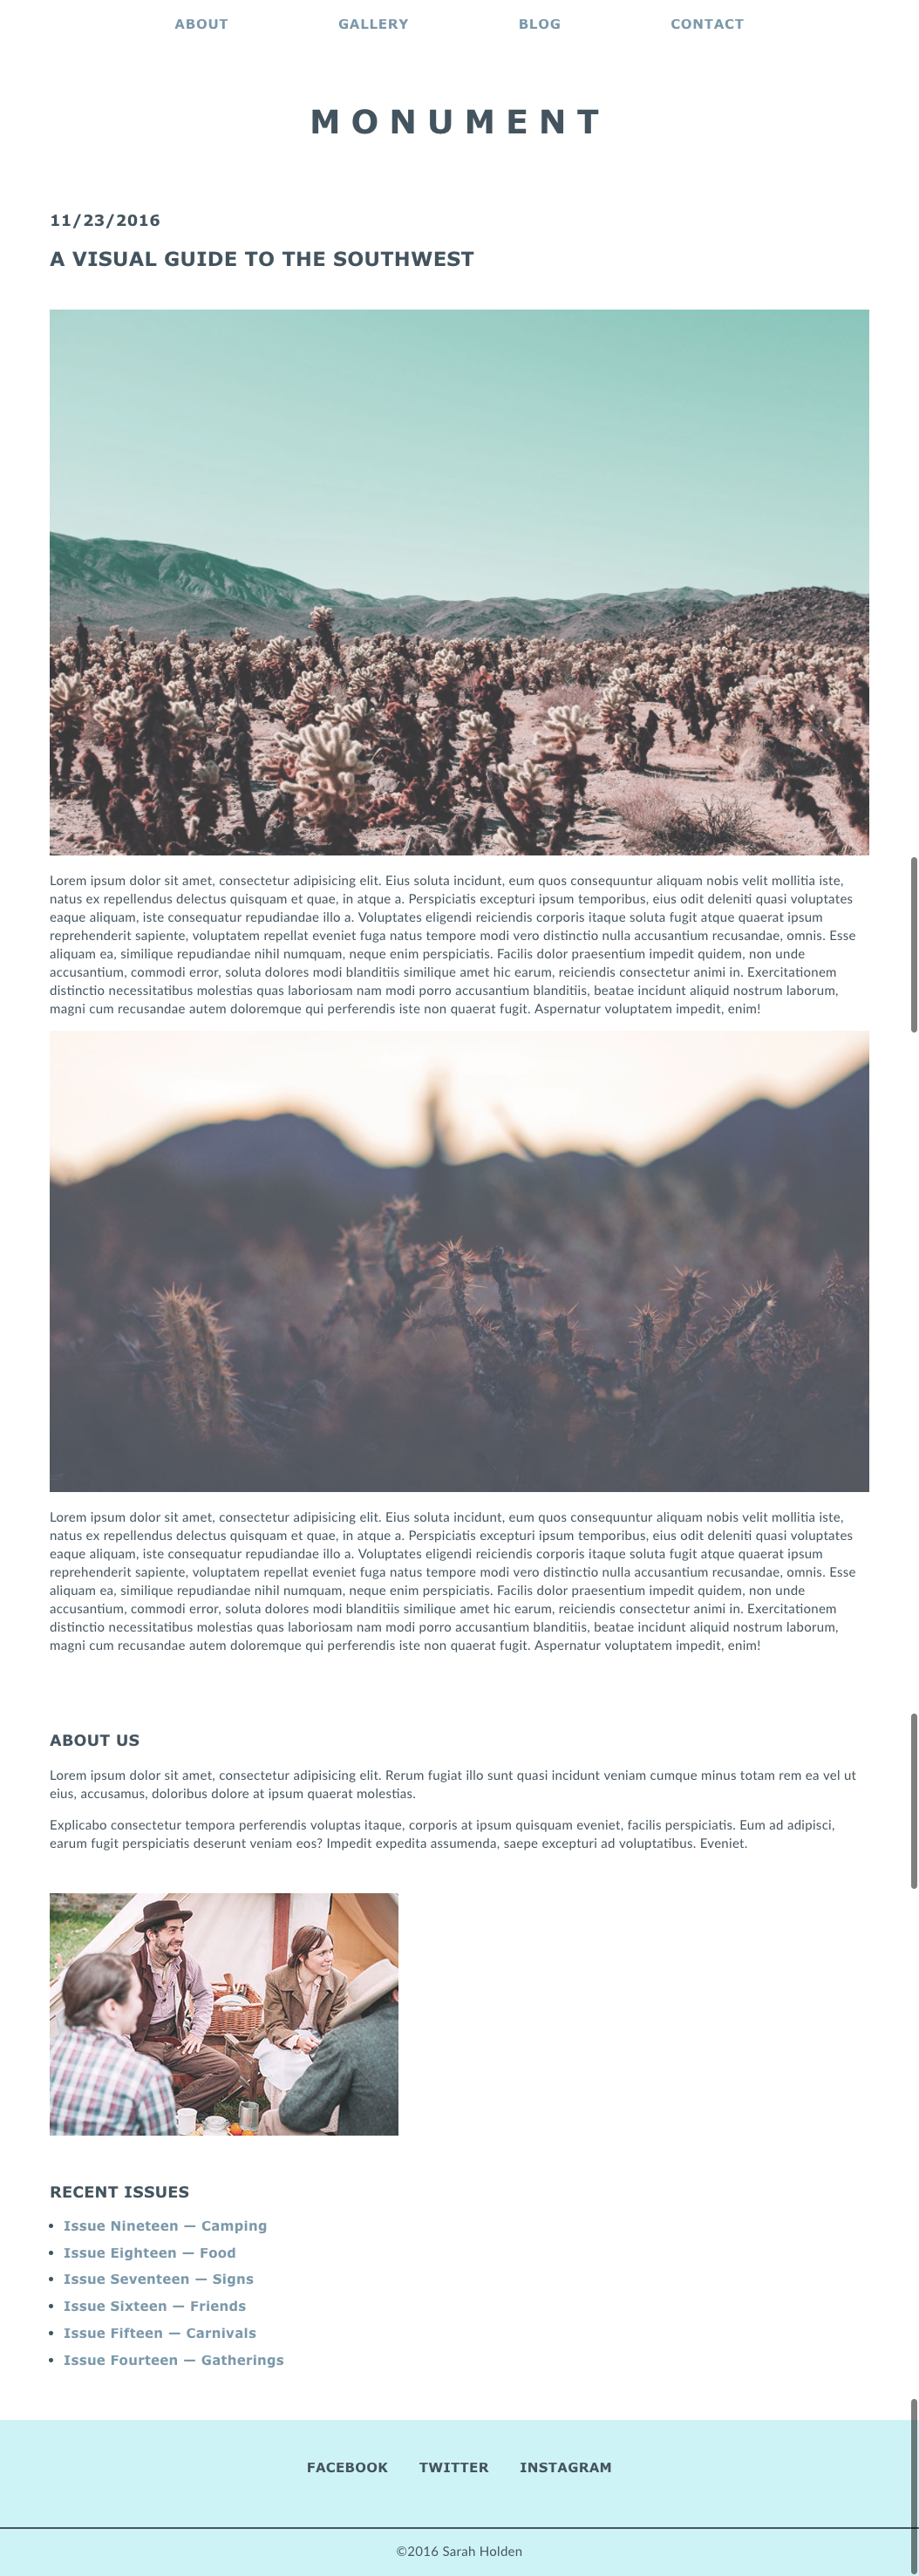 ABOUT GALLERY BLOG CONTACT
MONUMENT
11/23/2016
A VISUAL GUIDE TO THE SOUTHWEST
Lorem ipsum dolor sit amet, consectetur adipisicing elit. Eius soluta incidunt, eum quos consequuntur aliquam nobis velit mollitia iste,
natus ex repellendus delectus quisquam et quae, in atque a. Perspiciatis excepturi ipsum temporibus, eius odit deleniti quasi voluptates
eaque aliquam, iste consequatur repudiandae illo a. Voluptates eligendi reiciendis corporis itaque soluta fugit atque quaerat ipsum
reprehenderit sapiente, voluptatem repellat eveniet fuga natus tempore modi vero distinctio nulla accusantium recusandae, omnis. Esse
aliquam ea, similique repudiandae nihil numquam, neque enim perspiciatis. Facilis dolor praesentium impedit quidem, non unde
accusantium, commodi error, soluta dolores modi blanditiis similique amet hic earum, reiciendis consectetur animi in. Exercitationem
distinctio necessitatibus molestias quas laboriosam nam modi porro accusantium blanditiis, beatae incidunt aliquid nostrum laborum,
magni cum recusandae autem doloremque qui perferendis iste non quaerat fugit. Aspernatur voluptatem impedit, enim!
Lorem ipsum dolor sit amet, consectetur adipisicing elit. Eius soluta incidunt, eum quos consequuntur aliquam nobis velit mollitia iste,
natus ex repellendus delectus quisquam et quae, in atque a. Perspiciatis excepturi ipsum temporibus, eius odit deleniti quasi voluptates
eaque aliquam, iste consequatur repudiandae illo a. Voluptates eligendi reiciendis corporis itaque soluta fugit atque quaerat ipsum
reprehenderit sapiente, voluptatem repellat eveniet fuga natus tempore modi vero distinctio nulla accusantium recusandae, omnis. Esse
aliquam ea, similique repudiandae nihil numquam, neque enim perspiciatis. Facilis dolor praesentium impedit quidem, non unde
accusantium, commodi error, soluta dolores modi blanditiis similique amet hic earum, reiciendis consectetur animi in. Exercitationem
distinctio necessitatibus molestias quas laboriosam nam modi porro accusantium blanditiis, beatae incidunt aliquid nostrum laborum,
magni cum recusandae autem doloremque qui perferendis iste non quaerat fugit. Aspernatur voluptatem impedit, enim!
ABOUT US
Lorem ipsum dolor sit amet, consectetur adipisicing elit. Rerum fugiat illo sunt quasi incidunt veniam cumque minus totam rem ea vel ut
eius, accusamus, doloribus dolore at ipsum quaerat molestias.
Explicabo consectetur tempora perferendis voluptas itaque, corporis at ipsum quisquam eveniet, facilis perspiciatis. Eum ad adipisci,
earum fugit perspiciatis deserunt veniam eos? Impedit expedita assumenda, saepe excepturi ad voluptatibus. Eveniet.
RECENT ISSUES
• Issue Nineteen — Camping
• Issue Eighteen — Food
• Issue Seventeen — Signs
• Issue Sixteen — Friends
• Issue Fifteen — Carnivals
• Issue Fourteen — Gatherings
FACEBOOK TWITTER INSTAGRAM
©2016 Sarah Holden